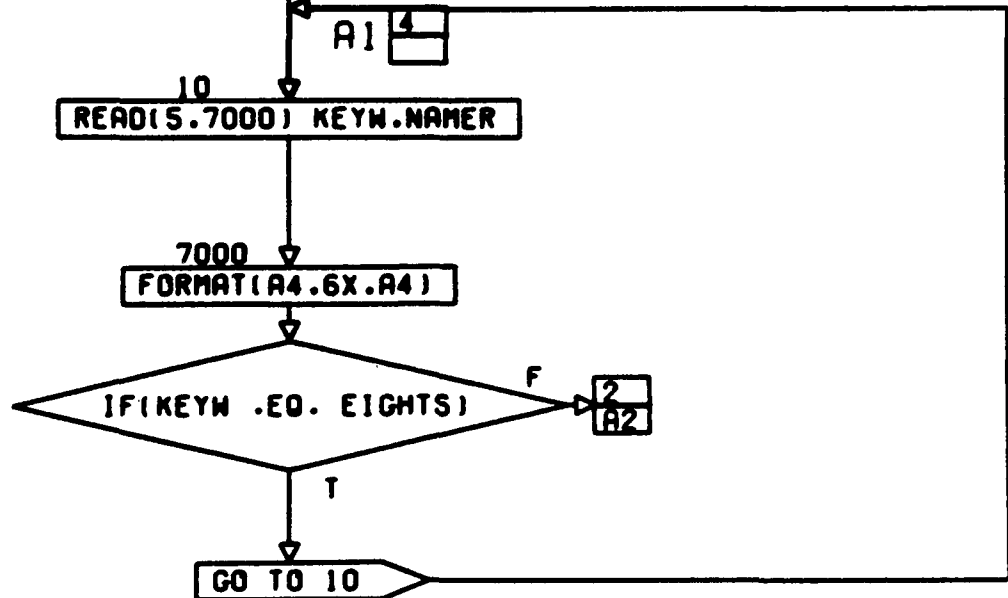 A1 4
10
READ(5.7000) KEYW.NAMER
7000
FORMAT(A4.6X.A4)
F
IF(KEYW .EQ. EIGHTS)
2
A2
T
GO TO 10